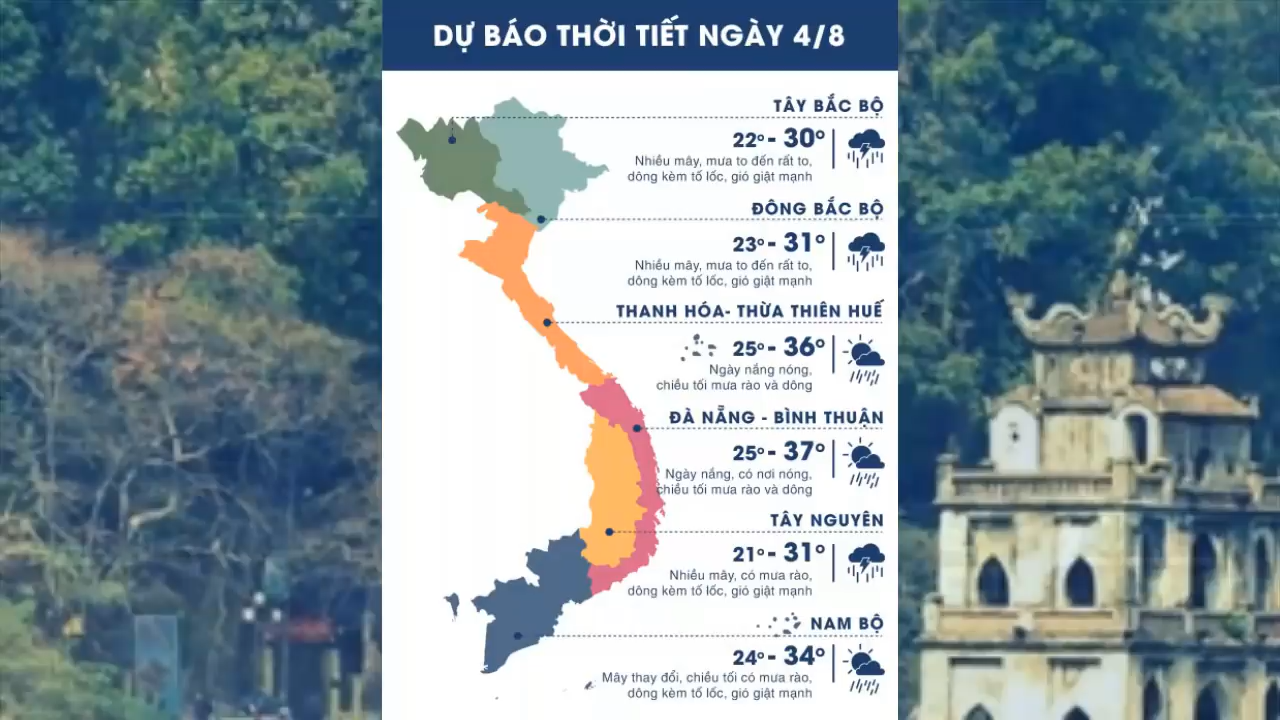 DỰ BÁO THỜI TIẾT NGÀY 4/8
TÂY BẮC BỘ
22° - 30°
Nhiều mây, mưa to đến rất to,
dông kèm tố lốc, gió giật mạnh
ĐÔNG BẮC BỘ
23° - 31°
Nhiều mây, mưa to đến rất to,
dông kèm tố lốc, gió giật mạnh
THANH HÓA- THỪA THIÊN HUẾ
25° - 36°
Ngày nắng nóng,
chiều tối mưa rào và dông
ĐÀ NẴNG - BÌNH THUẬN
25° - 37°
Ngày nắng, có nơi nóng,
chiều tối mưa rào và dông
TÂY NGUYÊN
21° - 31°
Nhiều mây, có mưa rào,
dông kèm tố lốc, gió giật mạnh
NAM BỘ
24° - 34°
Mây thay đổi, chiều tối có mưa rào,
dông kèm tố lốc, gió giật mạnh